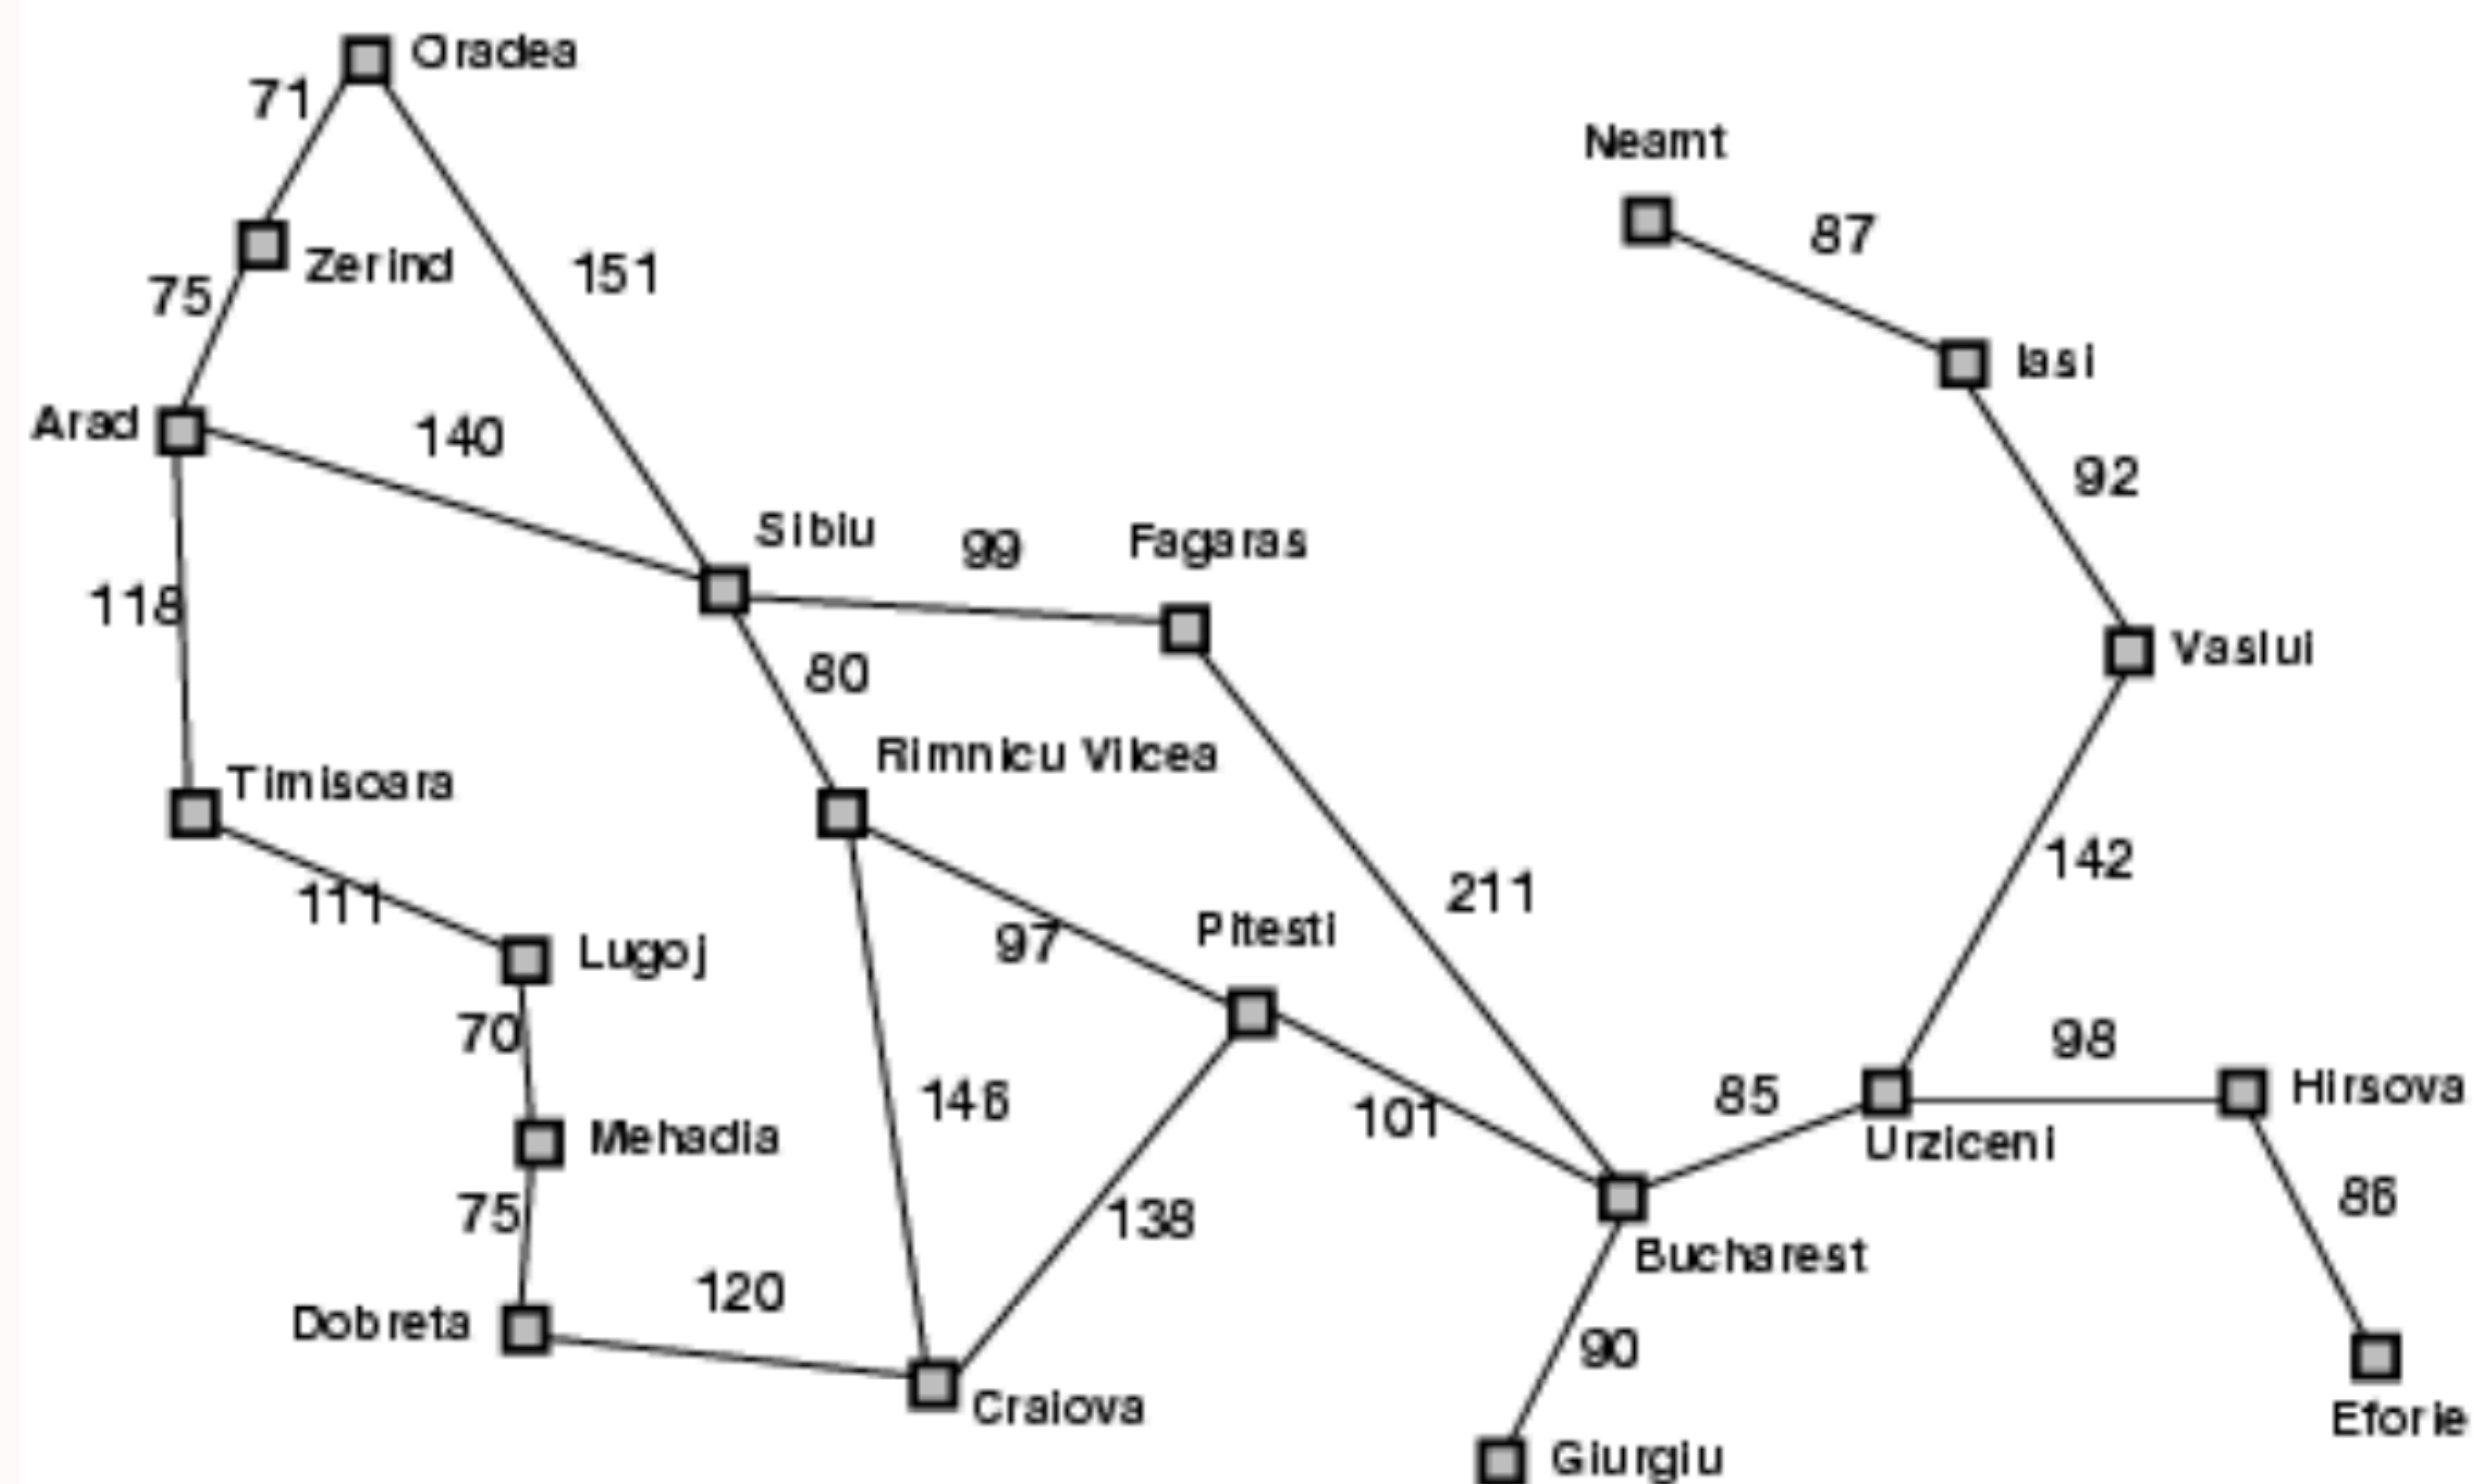 Oradea
71
Neamt
87
Zerind
151
75
Iasi
Arad
140
92
Sibiu
99
Fagaras
118
80
Vaslui
Rimnicu Vilcea
Timisoara
142
211
111
97
Pitesti
Lugoj
70
98
Hirsova
146
101
85
Urziceni
Mehadia
86
75
138
Bucharest
120
Dobreta
90
Craiova
Eforie
Giurgiu